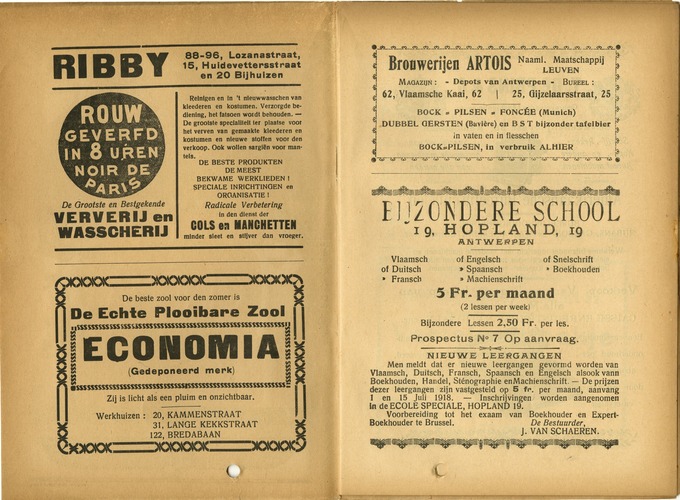 RIBBY
88-96, Lozanastraat,
15, Huidevettersstraat
en 20 Bijhuizen
ROUW
GEVERFD
IN 8 UREN
NOIR DE
PARIS
De Grootste en Bestgekende
VERVERIJ en
WASSCHERIJ
Reinigen en in 't nieuwwasschen van
kleederen en kostumen. Verzorgde be-
diening, het fatsoen wordt behouden. —
De grootste specialiteit ter plaatse voor
het verven van gemaakte kleederen en
kostumen en nieuwe stoffen voor den
verkoop. Ook wollen sargiën voor man-
tels.
DE BESTE PRODUKTEN
DE MEEST
BEKWAME WERKLIEDEN !
SPECIALE INRICHTINGEN en
ORGANISATIE !
Radicale Verbetering
in den dienst der
COLS en MANCHETTEN
minder steef en stijver dan vroeger.
De beste zool voor den zomer is
De Echte Plooibare Zool
ECONOMIA
(Gedeponeerd merk)
Zij is licht als een pluim en onzichtbaar.
Werkhuizen : 20, KAMMENSTRAAT
31, LANGE KEKKSTRAAT
122, BREDABAAN
Brouwerijen ARTOIS Naaml. Maatschappij
LEUVEN
MAGAZIJN : - Depots van Antwerpen - BUREEL :
62, Vlaamsche Kaai, 62 | 25, Gijzelaarsstraat, 25
BOCK - PILSEN - FONCÉE (Munich)
DUBBEL GERSTEN (Bavière) en B S T bijzonder tafelbier
in vaten en in flesschen
BOCK-PILSEN, in verbruik ALHIER
BIJZONDERE SCHOOL
19, HOPLAND, 19
ANTWERPEN
Vlaamsch of Engelsch of Snelschrift
of Duitsch » Spaansch • Boekhouden
» Fransch » Machienschrift
5 Fr. per maand
(2 lessen per week)
Bijzondere Lessen 2,50 Fr. per les.
Prospectus No 7 Op aanvraag.
NIEUWE LEERGANGEN
Men meldt dat er nieuwe leergangen gevormd worden van
Vlaamsch, Duitsch, Fransch, Spaansch en Engelsch alsook vann
Boekhouden, Handel, Sténographie en Machienschrift. — De prijzen
dezer leergangen zijn vastgesteld op 5 fr. per maand, aanvang
1 en 15 Juli 1918. — Inschrijvingen worden aangenomen
in de ECOLE SPECIALE, HOPLAND 19.
Voorbereiding tot het exaam van Boekhouder en Expert-
Boekhouder te Brussel. De Bestuurder,
J. VAN SCHAEREN.